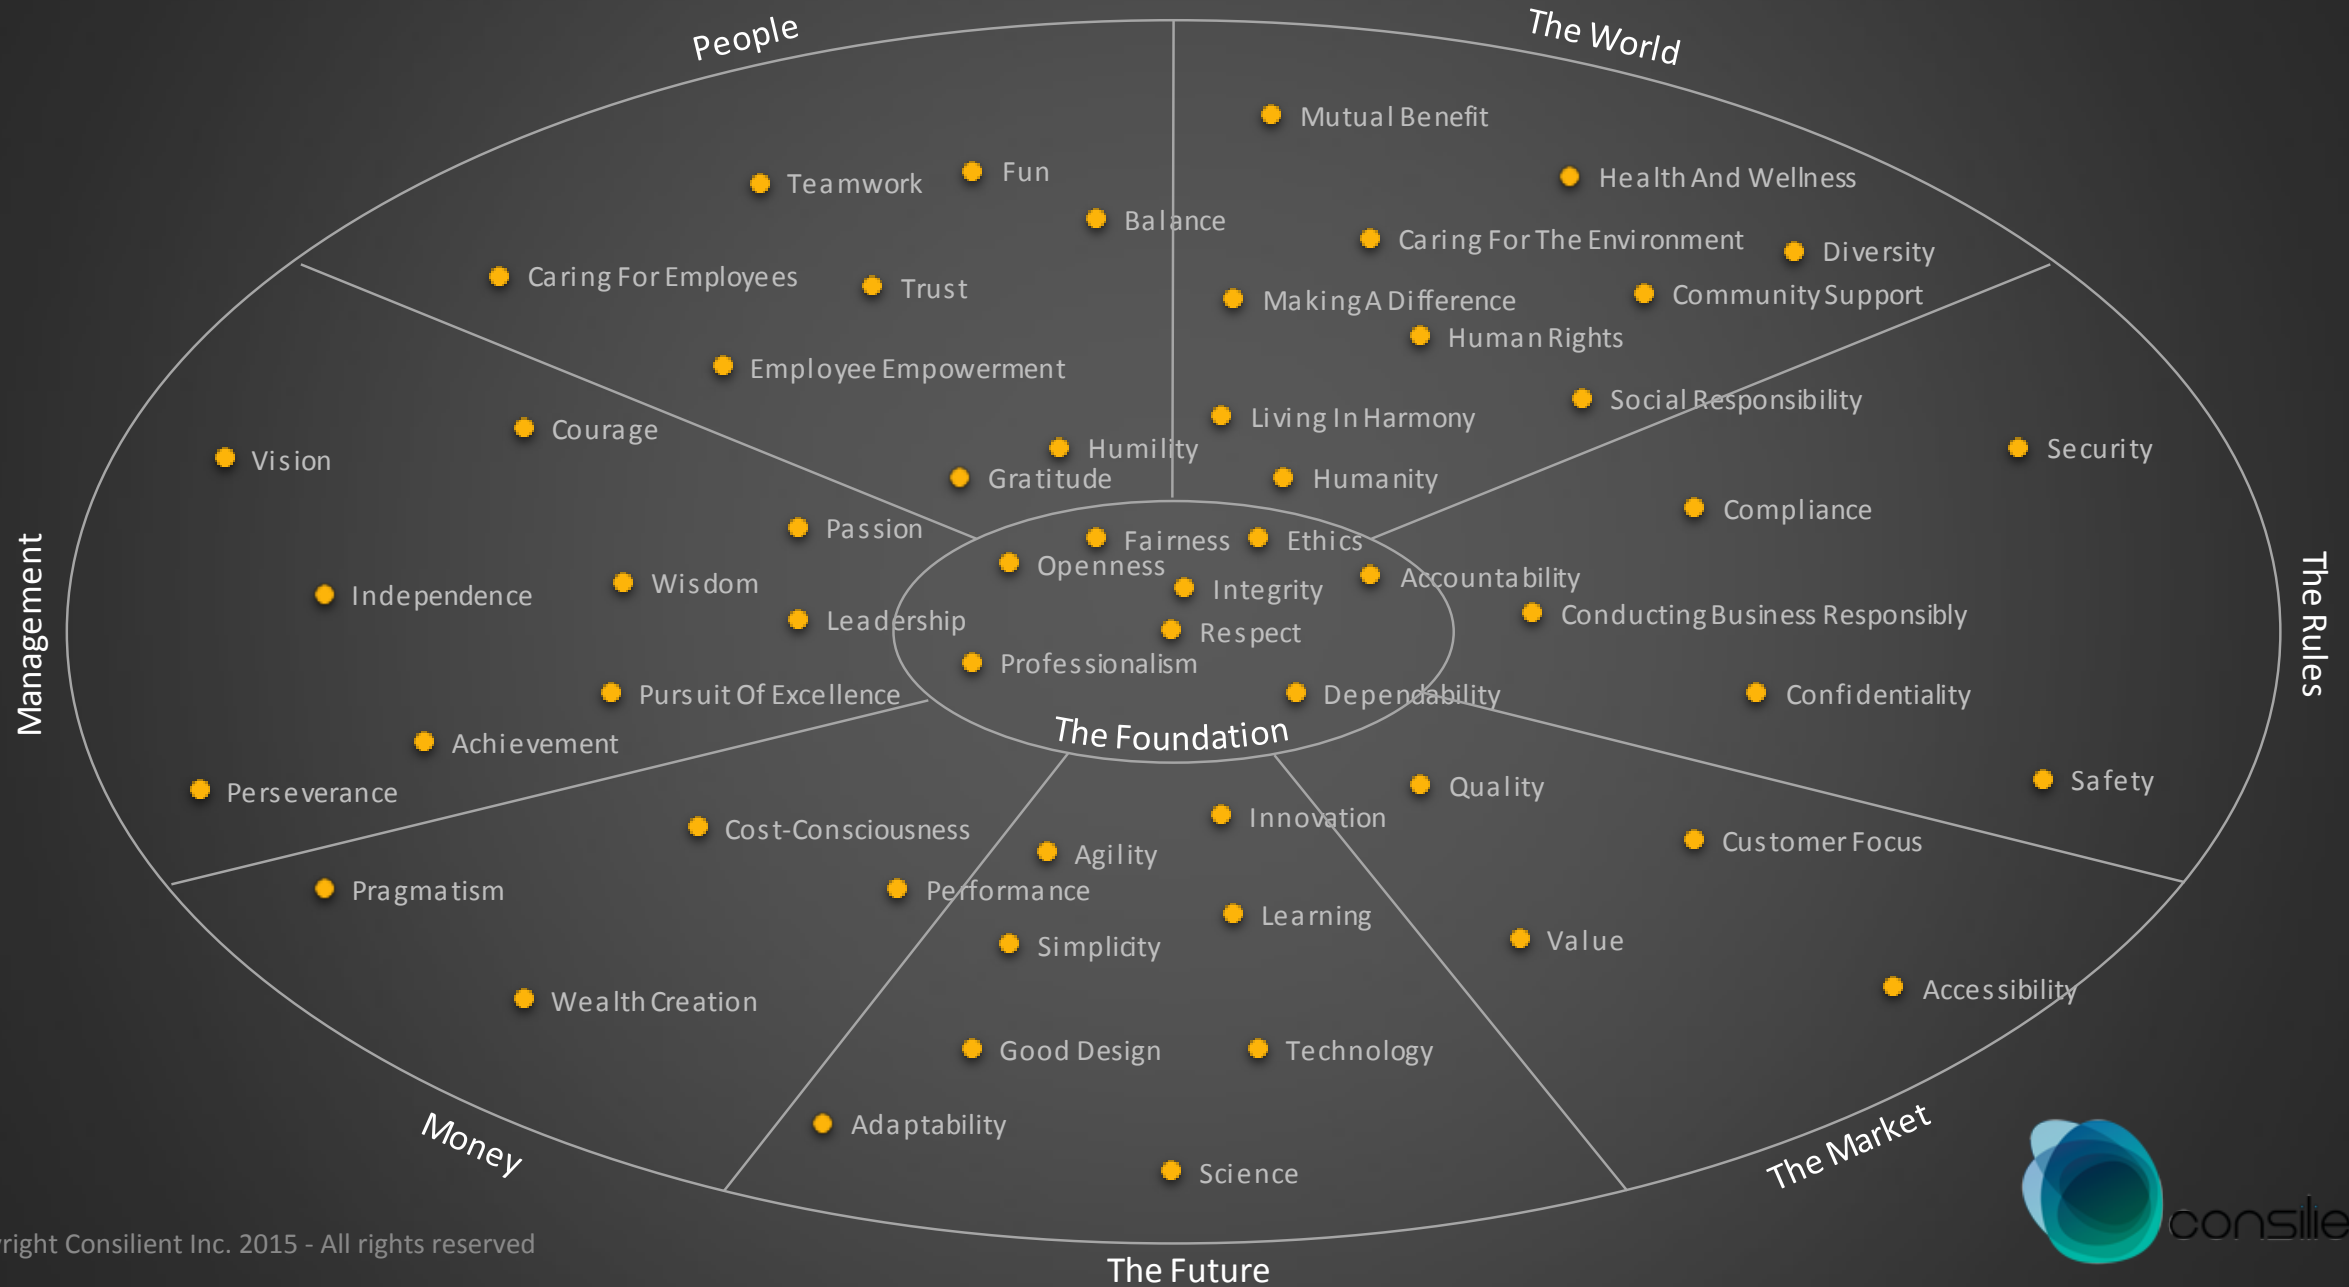 People
The World
Mutual Benefit
Teamwork
Fun
Health And Wellness
Balance
Caring For The Environment
Diversity
Caring For Employees
Trust
Making A Difference
Community Support
Human Rights
Employee Empowerment
Social Responsibility
Living In Harmony
Courage
Humility
Security
Vision
Gratitude
Humanity
Compliance
Passion
Fairness
Ethics
Openness
Accountability
Management
The Rules
Independence
Wisdom
Integrity
Conducting Business Responsibly
Leadership
Respect
Professionalism
Pursuit Of Excellence
Dependability
Confidentiality
The Foundation
Achievement
Perseverance
Quality
Safety
Cost-Consciousness
Innovation
Customer Focus
Agility
Pragmatism
Performance
Learning
Simplicity
Value
Accessibility
Wealth Creation
Good Design
Technology
Adaptability
Money
The Market
Science
right Consilient Inc. 2015 - All rights reserved
consilie
The Future